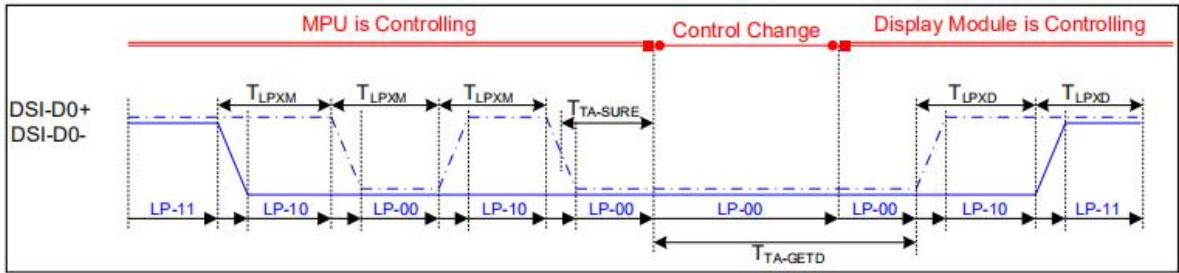 MPU is Controlling Control Change Display Module is Controlling
TLPXM TLPXM TLPXM TLPXD TLPXD
DSI-D0+ TTA-SURE
DSI-D0-
LP-11 LP-10 LP-00 LP-10 LP-00 LP-00 LP-00 LP-10 LP-11
TTA-GETD